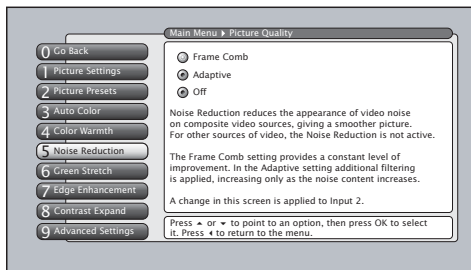 Main Menu ▸ Picture Quality
0 Go Back
1 Picture Settings
2 Picture Presets
3 Auto Color
4 Color Warmth
5 Noise Reduction
6 Green Stretch
7 Edge Enhancement
8 Contrast Expand
9 Advanced Settings
Frame Comb
Adaptive
Off
Noise Reduction reduces the appearance of video noise
on composite video sources, giving a smoother picture.
For other sources of video, the Noise Reduction is not active.
The Frame Comb setting provides a constant level of
improvement. In the Adaptive setting additional filtering
is applied, increasing only as the noise content increases.
A change in this screen is applied to Input 2.
Press ▴ or ▾ to point to an option, then press OK to select
it. Press ◂ to return to the menu.